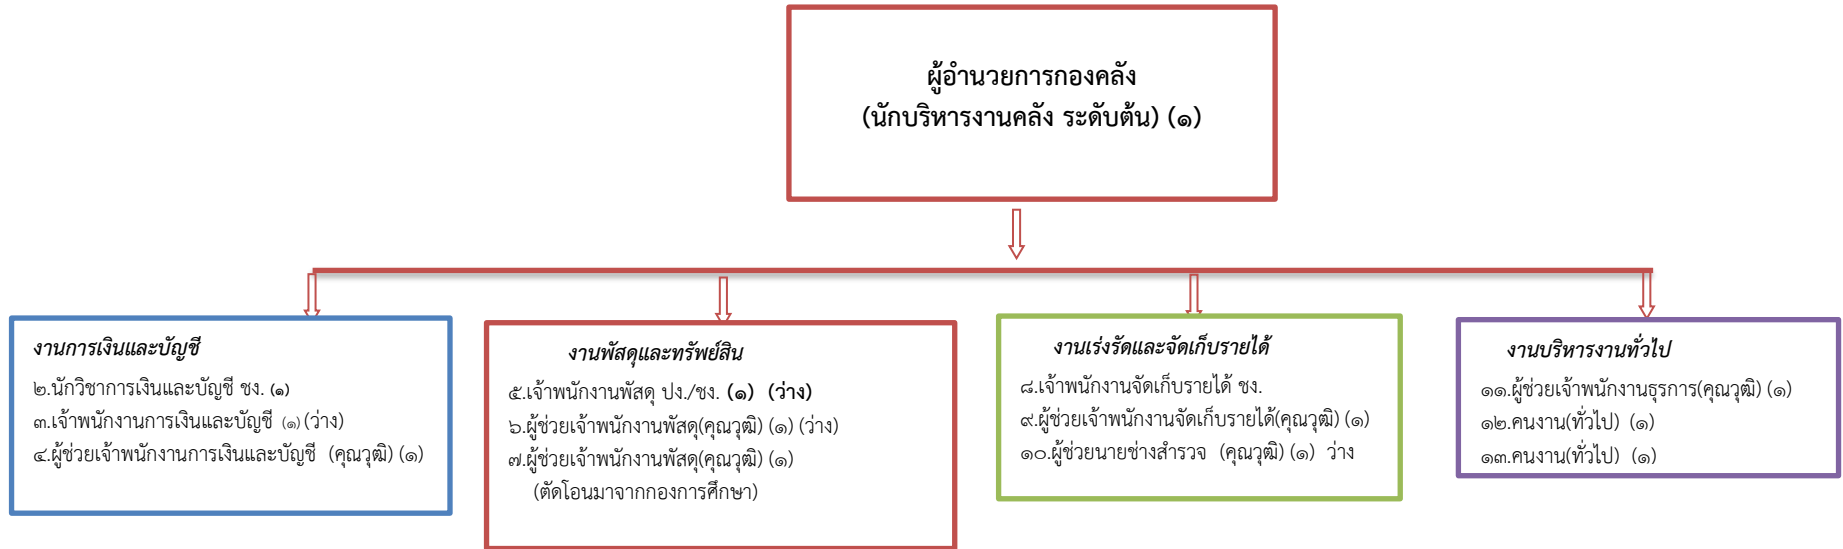 ผู้อำนวยการกองคลัง
(นักบริหารงานคลัง ระดับต้น) (๑)
งานการเงินและบัญชี
๒.นักวิชาการเงินและบัญชี ชง. (๑)
๓.เจ้าพนักงานการเงินและบัญชี (๑) (ว่าง)
๔.ผู้ช่วยเจ้าพนักงานการเงินและบัญชี (คุณวุฒิ) (๑)
งานพัสดุและทรัพย์สิน
๕.เจ้าพนักงานพัสดุ ปง./ชง. (๑) (ว่าง)
๖.ผู้ช่วยเจ้าพนักงานพัสดุ(คุณวุฒิ) (๑) (ว่าง)
๗.ผู้ช่วยเจ้าพนักงานพัสดุ(คุณวุฒิ) (๑)
(ตัดโอนมาจากกองการศึกษา)
งานเร่งรัดและจัดเก็บรายได้
๘.เจ้าพนักงานจัดเก็บรายได้ ชง.
๙.ผู้ช่วยเจ้าพนักงานจัดเก็บรายได้(คุณวุฒิ) (๑)
๑๐.ผู้ช่วยนายช่างสำรวจ (คุณวุฒิ) (๑) ว่าง
งานบริหารงานทั่วไป
๑๑.ผู้ช่วยเจ้าพนักงานธุรการ(คุณวุฒิ) (๑)
๑๒.คนงาน(ทั่วไป) (๑)
๑๓.คนงาน(ทั่วไป) (๑)